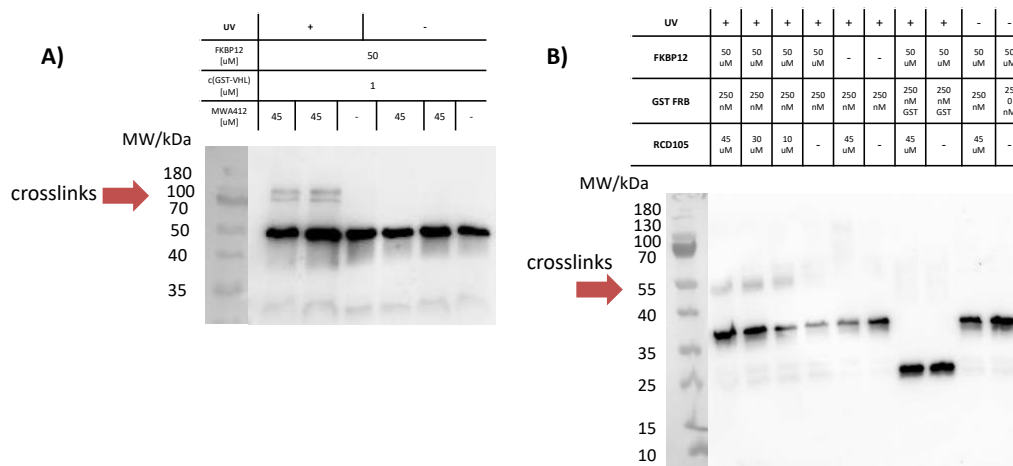 A)
UV + -
FKBP12
[uM] 50
c(GST-VHL)
[uM] 1
MWA412
[uM] 45 45 - 45 45 -
MW/kDa
180
100
70
50
40
35
crosslinks
B)
UV + + + + + + + + - -
FKBP12 50 uM 50 uM 50 uM 50 uM - - 50 uM 50 uM 50 uM 50 uM
GST FRB 250 nM 250 nM 250 nM 250 nM 250 nM 250 nM 250 nM GST 250 nM GST 250 nM 25 0 nM
RCD105 45 uM 30 uM 10 uM - 45 uM - 45 uM - 45 uM -
MW/kDa
180
130
100
70
55
40
35
25
15
10
crosslinks